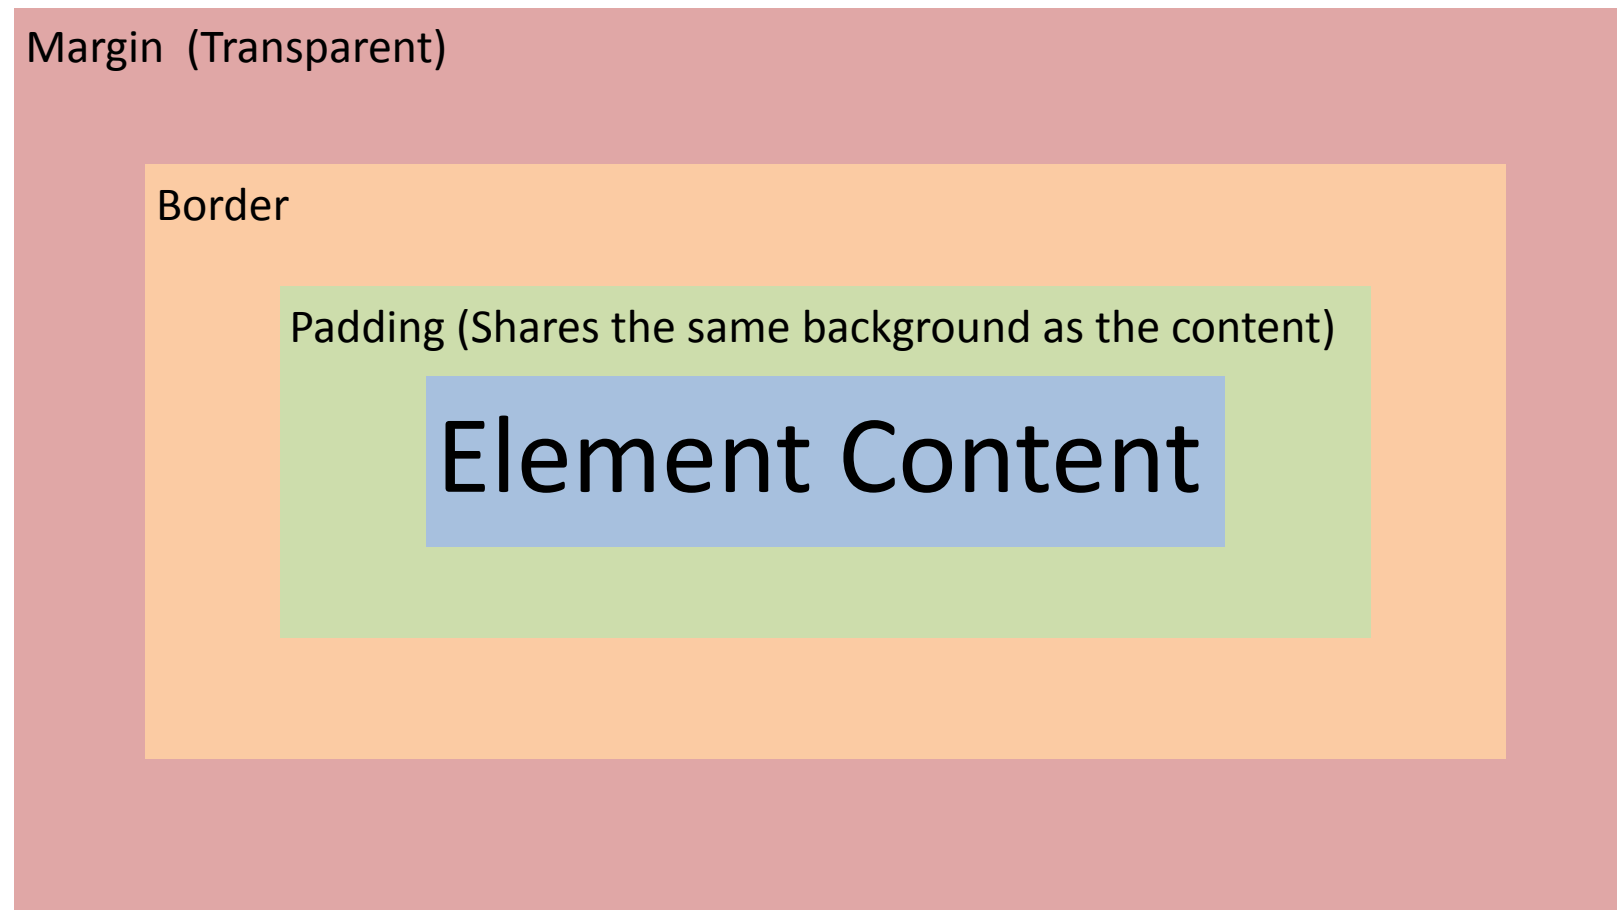 Margin  (Transparent)
Border
Padding (Shares the same background as the content)
Element Content